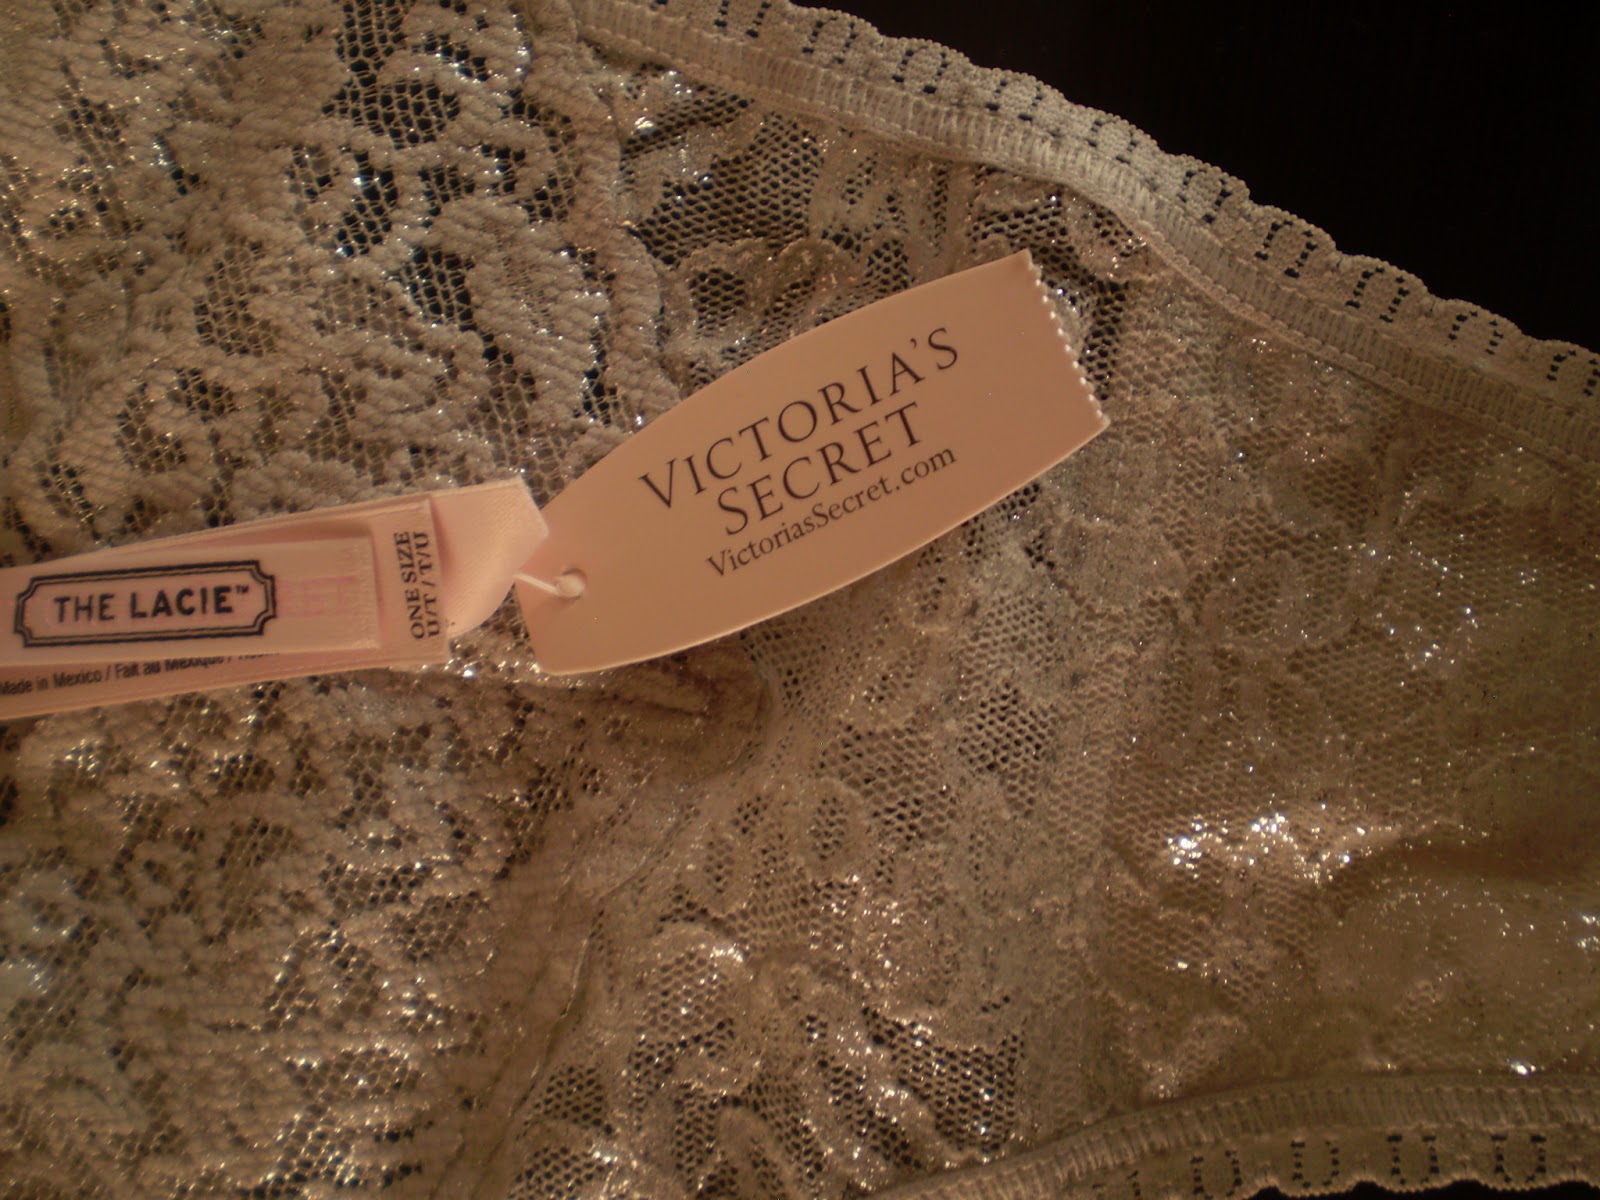 VICTORIA'S
SECRET
VictoriasSecret.com
THE LACIE™
ONE SIZE
U/T / T/U
Made in Mexico / Fait au Mexique /